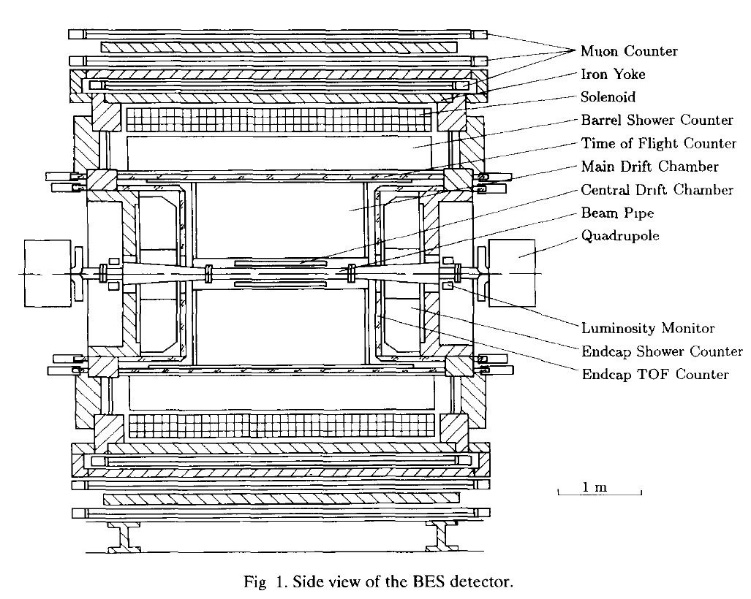 Muon Counter
Iron Yoke
Solenoid
Barrel Shower Counter
Time of Flight Counter
Main Drift Chamber
Central Drift Chamber
Beam Pipe
Quadrupole
Luminosity Monitor
Endcap Shower Counter
Endcap TOF Counter
1 m
Fig 1. Side view of the BES detector.